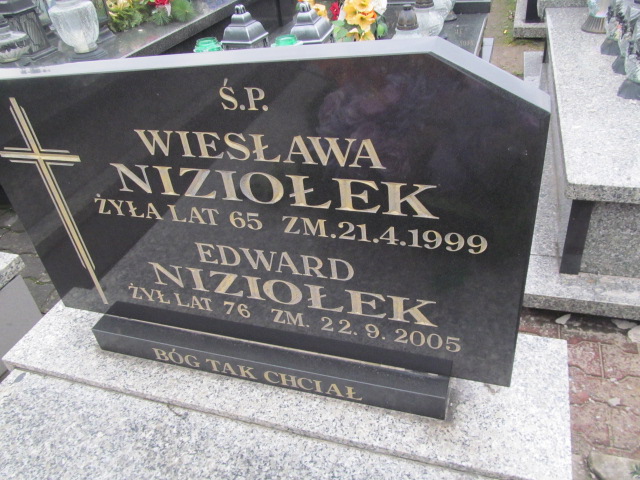 Ś.P.
WIESŁAWA
NIZIOŁEK
ŻYŁA LAT 65 ZM.21.4.1999
EDWARD
NIZIOŁEK
ŻYŁ LAT 76 ZM. 22.9.2005
BÓG TAK CHCIAŁ